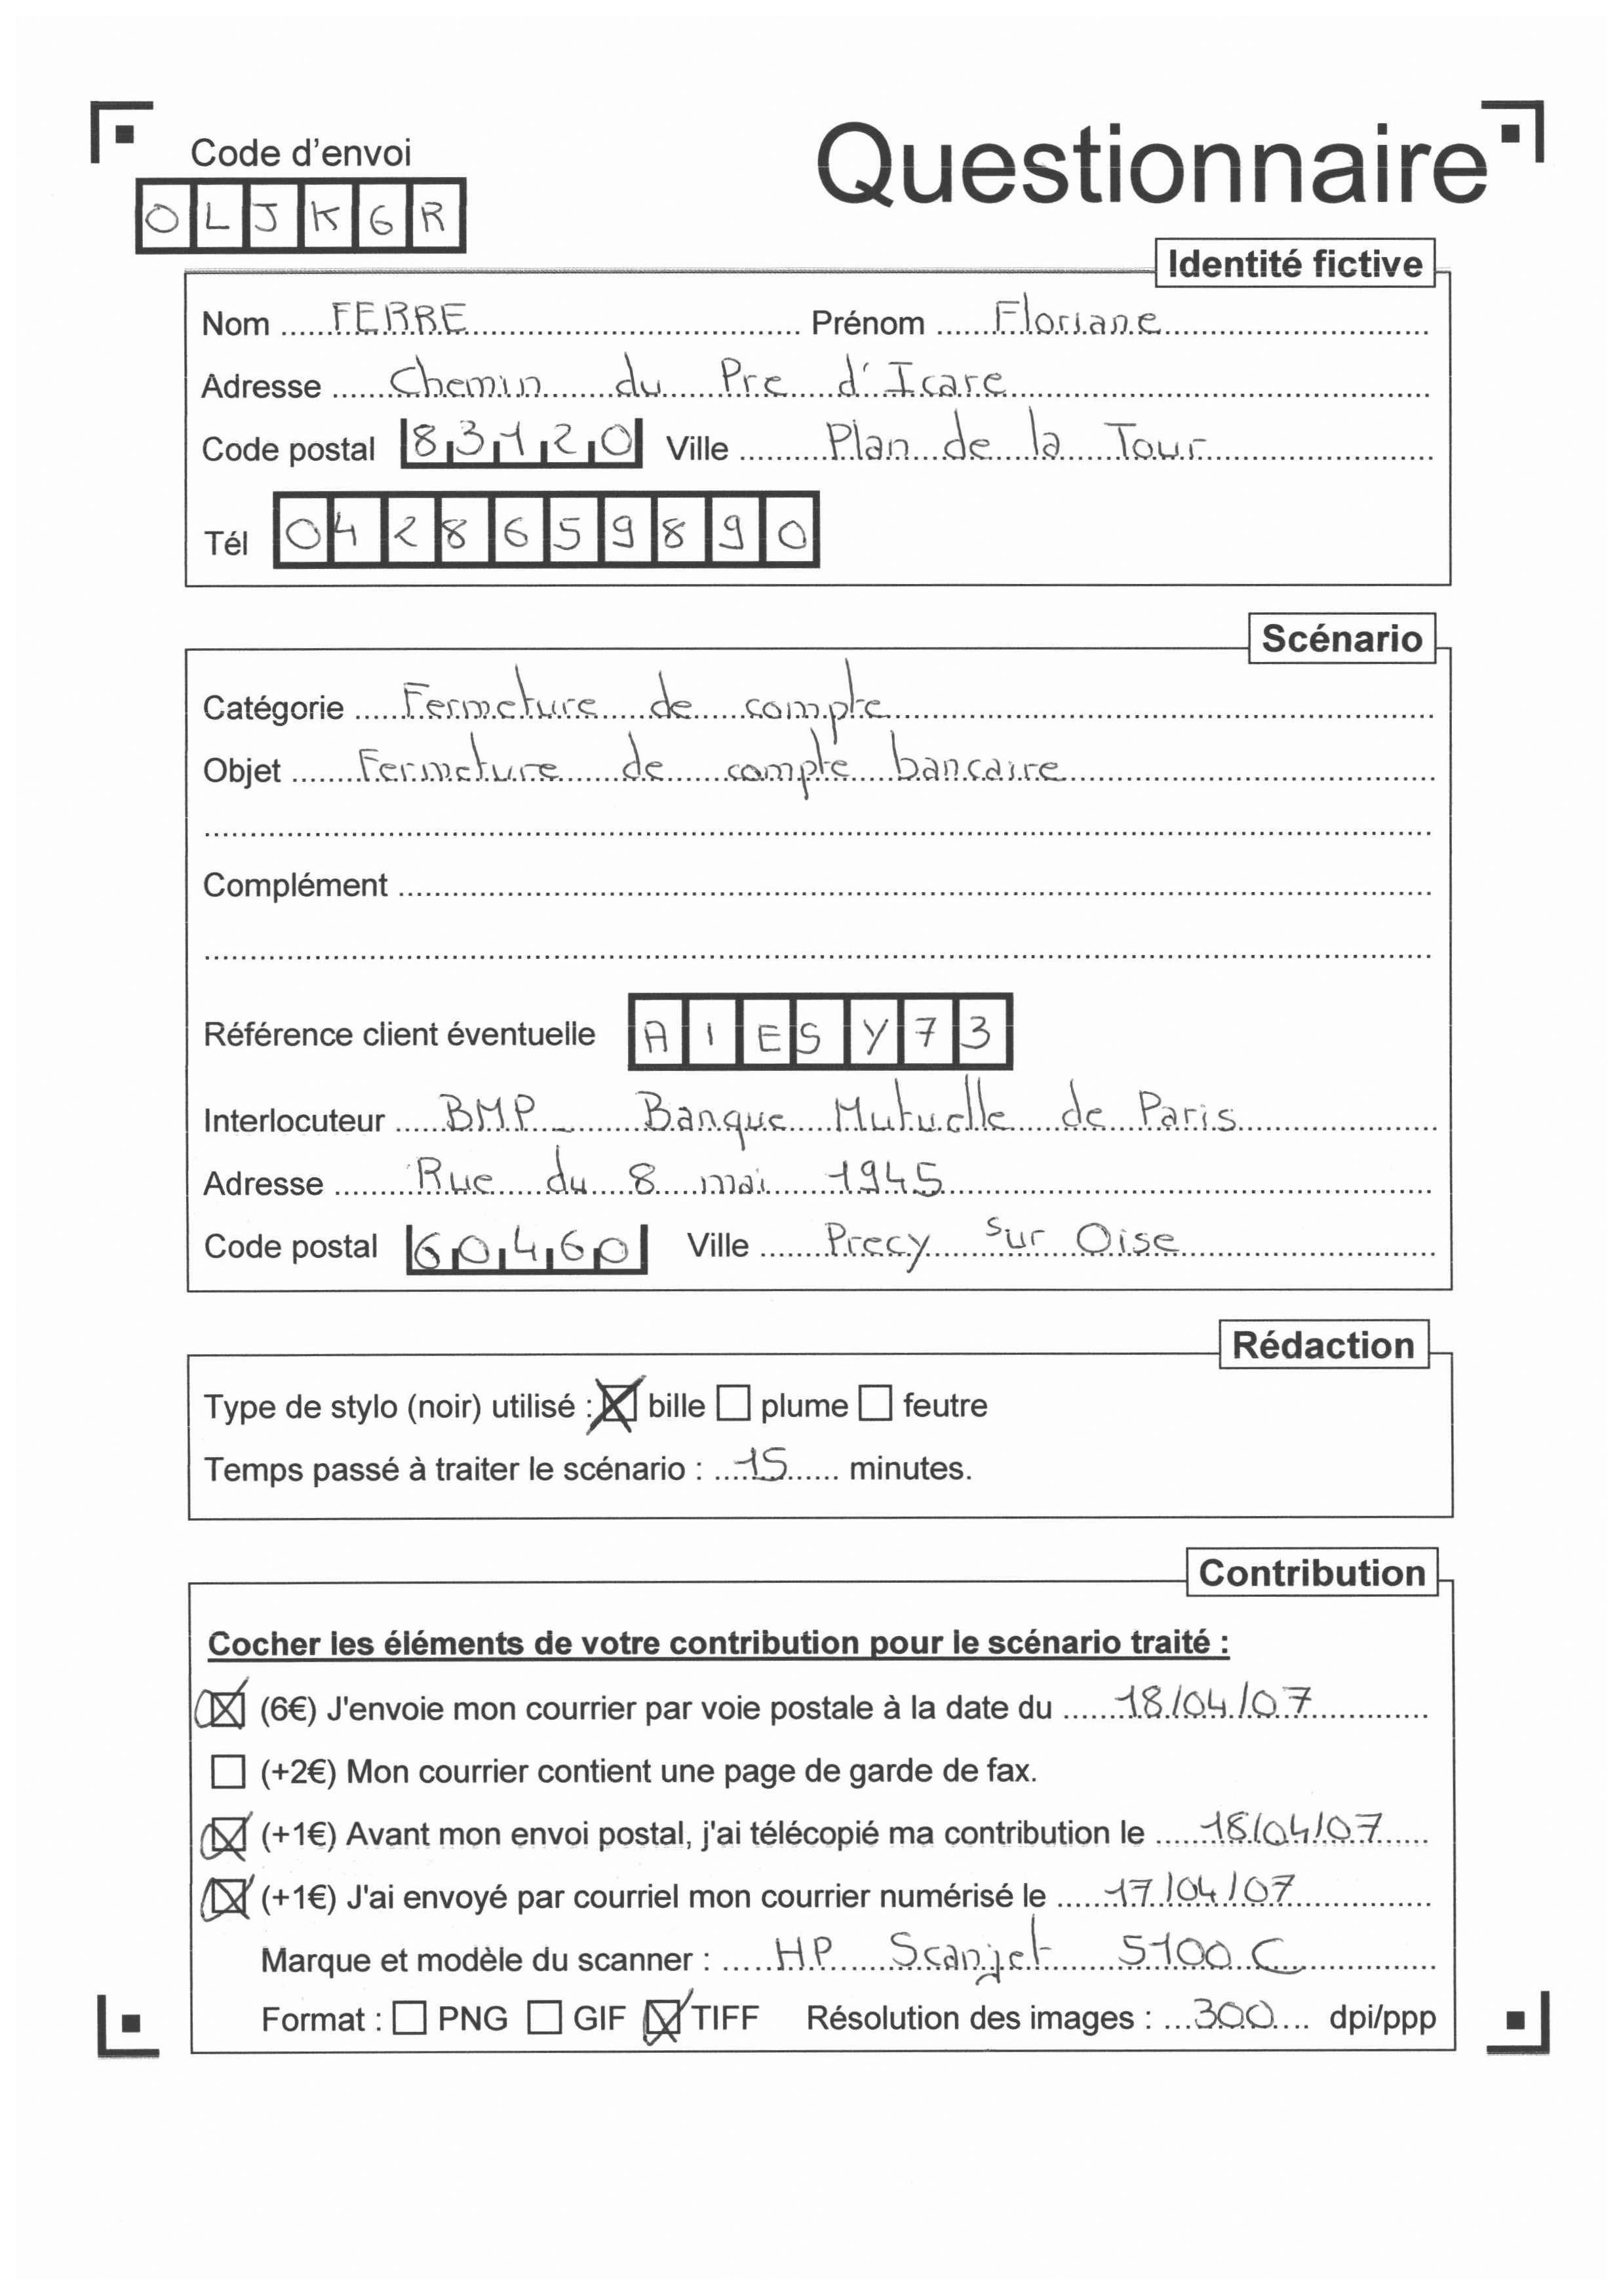 Questionnaire
Code d'envoi
OLJKGR
Identité fictive
Nom FERRE Prénom Floriane
Adresse Chemin du Pre d'Icare
Code postal 83120 Ville Plan de la Tour
Tél 0428659890
Scénario
Catégorie Fermeture de compte
Objet Fermeture de compte bancaire
Complément
Référence client éventuelle AIESY73
Interlocuteur BMP_ Banque Mutuelle de Paris
Adresse Rue du 8 mai 1945
Code postal 60460 Ville Precy sur Oise
Rédaction
Type de stylo (noir) utilisé : bille plume feutre
Temps passé à traiter le scénario : 15 minutes.
Contribution
Cocher les éléments de votre contribution pour le scénario traité :
(6€) J'envoie mon courrier par voie postale à la date du 18/04/07
(+2€) Mon courrier contient une page de garde de fax.
(+1€) Avant mon envoi postal, j'ai télécopié ma contribution le 18/04/07
(+1€) J'ai envoyé par courriel mon courrier numérisé le 17/04/07
Marque et modèle du scanner : HP Scanjet 5100 C
Format : PNG GIF TIFF Résolution des images : 300 dpi/ppp